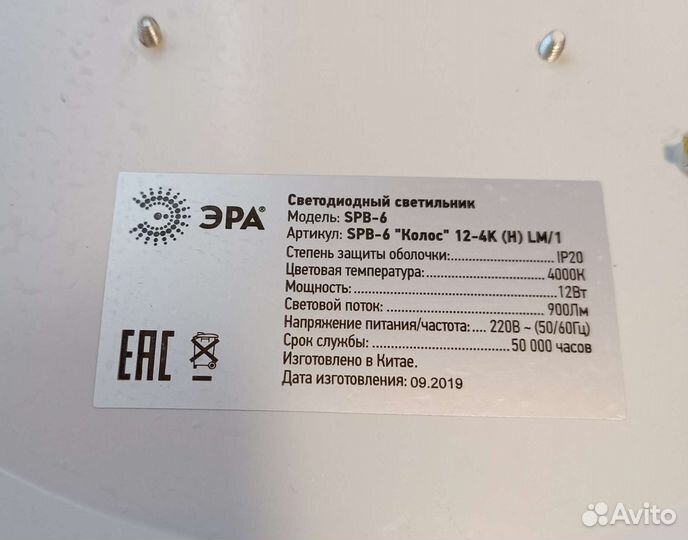 ЭРА®
Светодиодный светильник
Модель: SPB-6
Артикул: SPB-6 "Колос" 12-4K (H) LM/1
Степень защиты оболочки: IP20
Цветовая температура: 4000К
Мощность: 12Вт
Световой поток: 900Лм
Напряжение питания/частота: 220В ~ (50/60Гц)
Срок службы: 50 000 часов
Изготовлено в Китае.
Дата изготовления: 09.2019
EAC
Avito